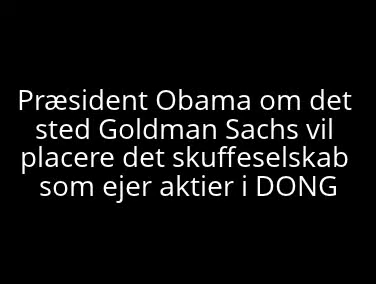 Præsident Obama om det
sted Goldman Sachs vil
placere det skuffeselskab
som ejer aktier i DONG